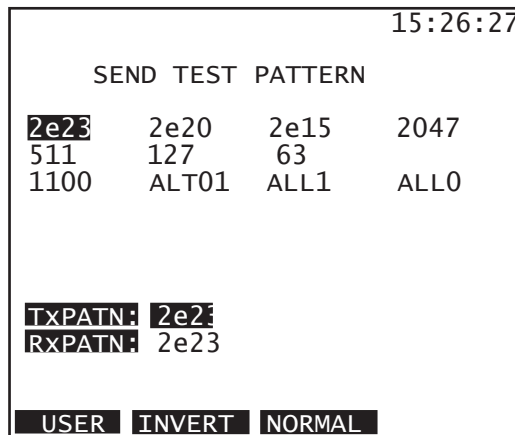 15:26:27
SEND TEST PATTERN
2e23 2e20 2e15 2047
511 127 63
1100 ALT01 ALL1 ALL0
TxPATN: 2e23
RxPATN: 2e23
USER INVERT NORMAL